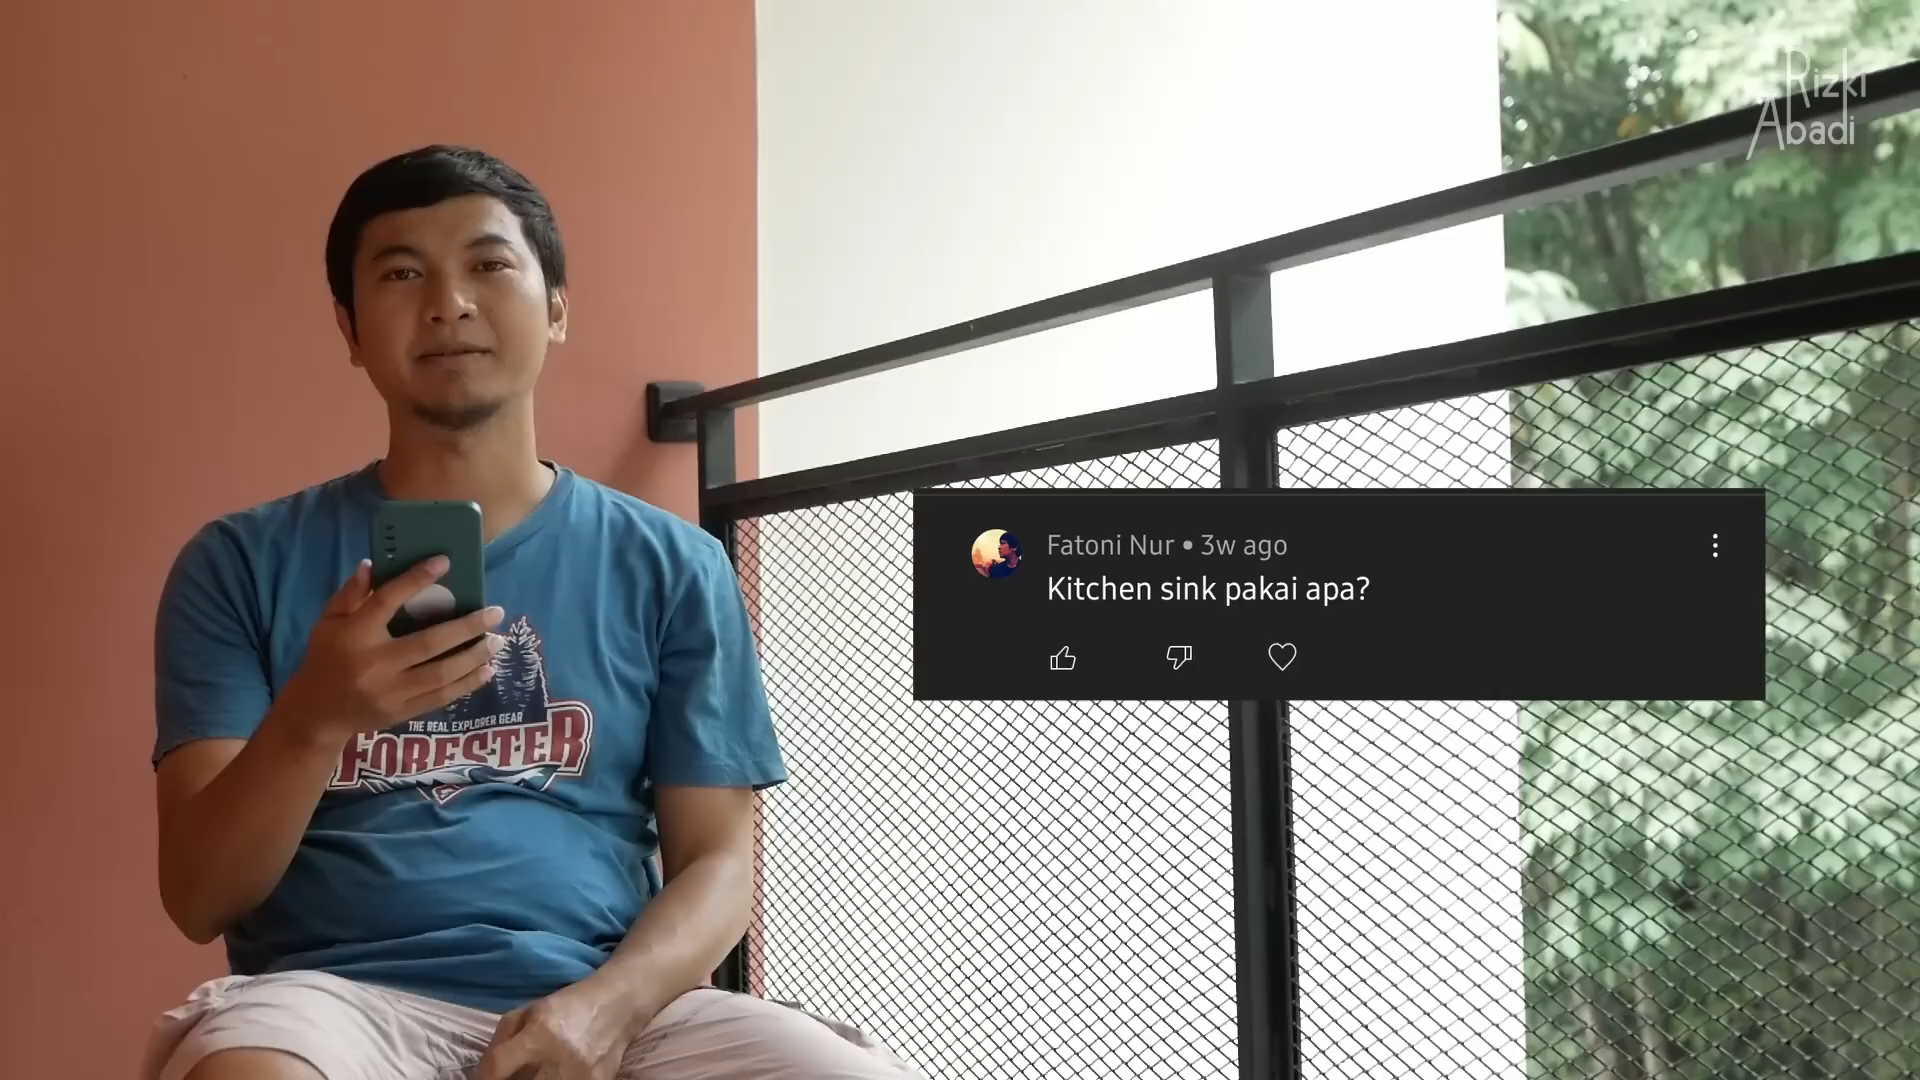 Rizki
Abadi
Fatoni Nur • 3w ago
Kitchen sink pakai apa?
THE REAL EXPLORER GEAR
FORESTER